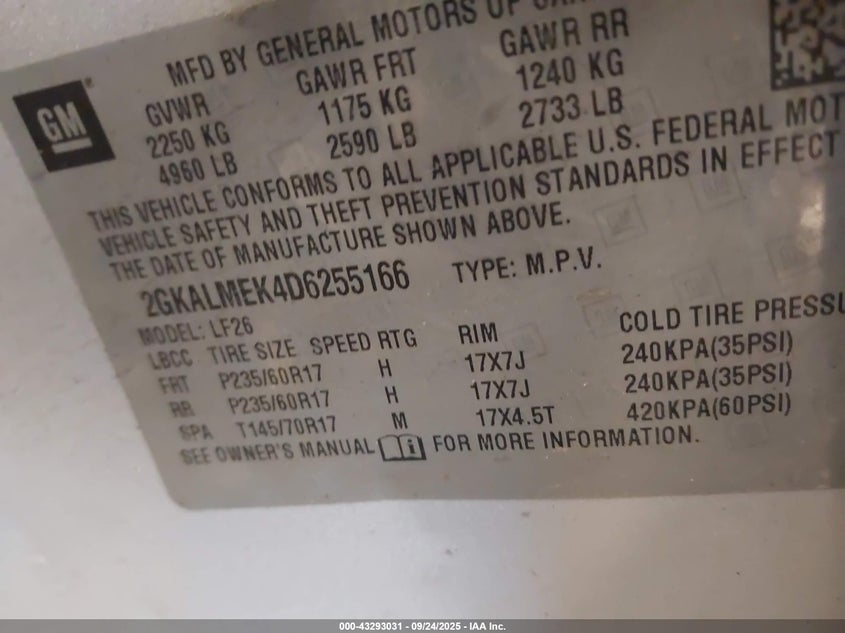 MFD BY GENERAL MOTORS OF
GM
GVWR GAWR FRT GAWR RR
2250 KG 1175 KG 1240 KG
4960 LB 2590 LB 2733 LB
THIS VEHICLE CONFORMS TO ALL APPLICABLE U.S. FEDERAL MOT
VEHICLE SAFETY AND THEFT PREVENTION STANDARDS IN EFFECT
THE DATE OF MANUFACTURE SHOWN ABOVE.
2GKALMEK4D6255166 TYPE: M.P.V.
MODEL: LF26
LBCC TIRE SIZE SPEED RTG RIM COLD TIRE PRESSU
FRT P235/60R17 H 17X7J 240KPA(35PSI)
RR P235/60R17 H 17X7J 240KPA(35PSI)
SPA T145/70R17 M 17X4.5T 420KPA(60PSI)
SEE OWNER'S MANUAL FOR MORE INFORMATION.
000-43293031 - 09/24/2025 - IAA Inc.